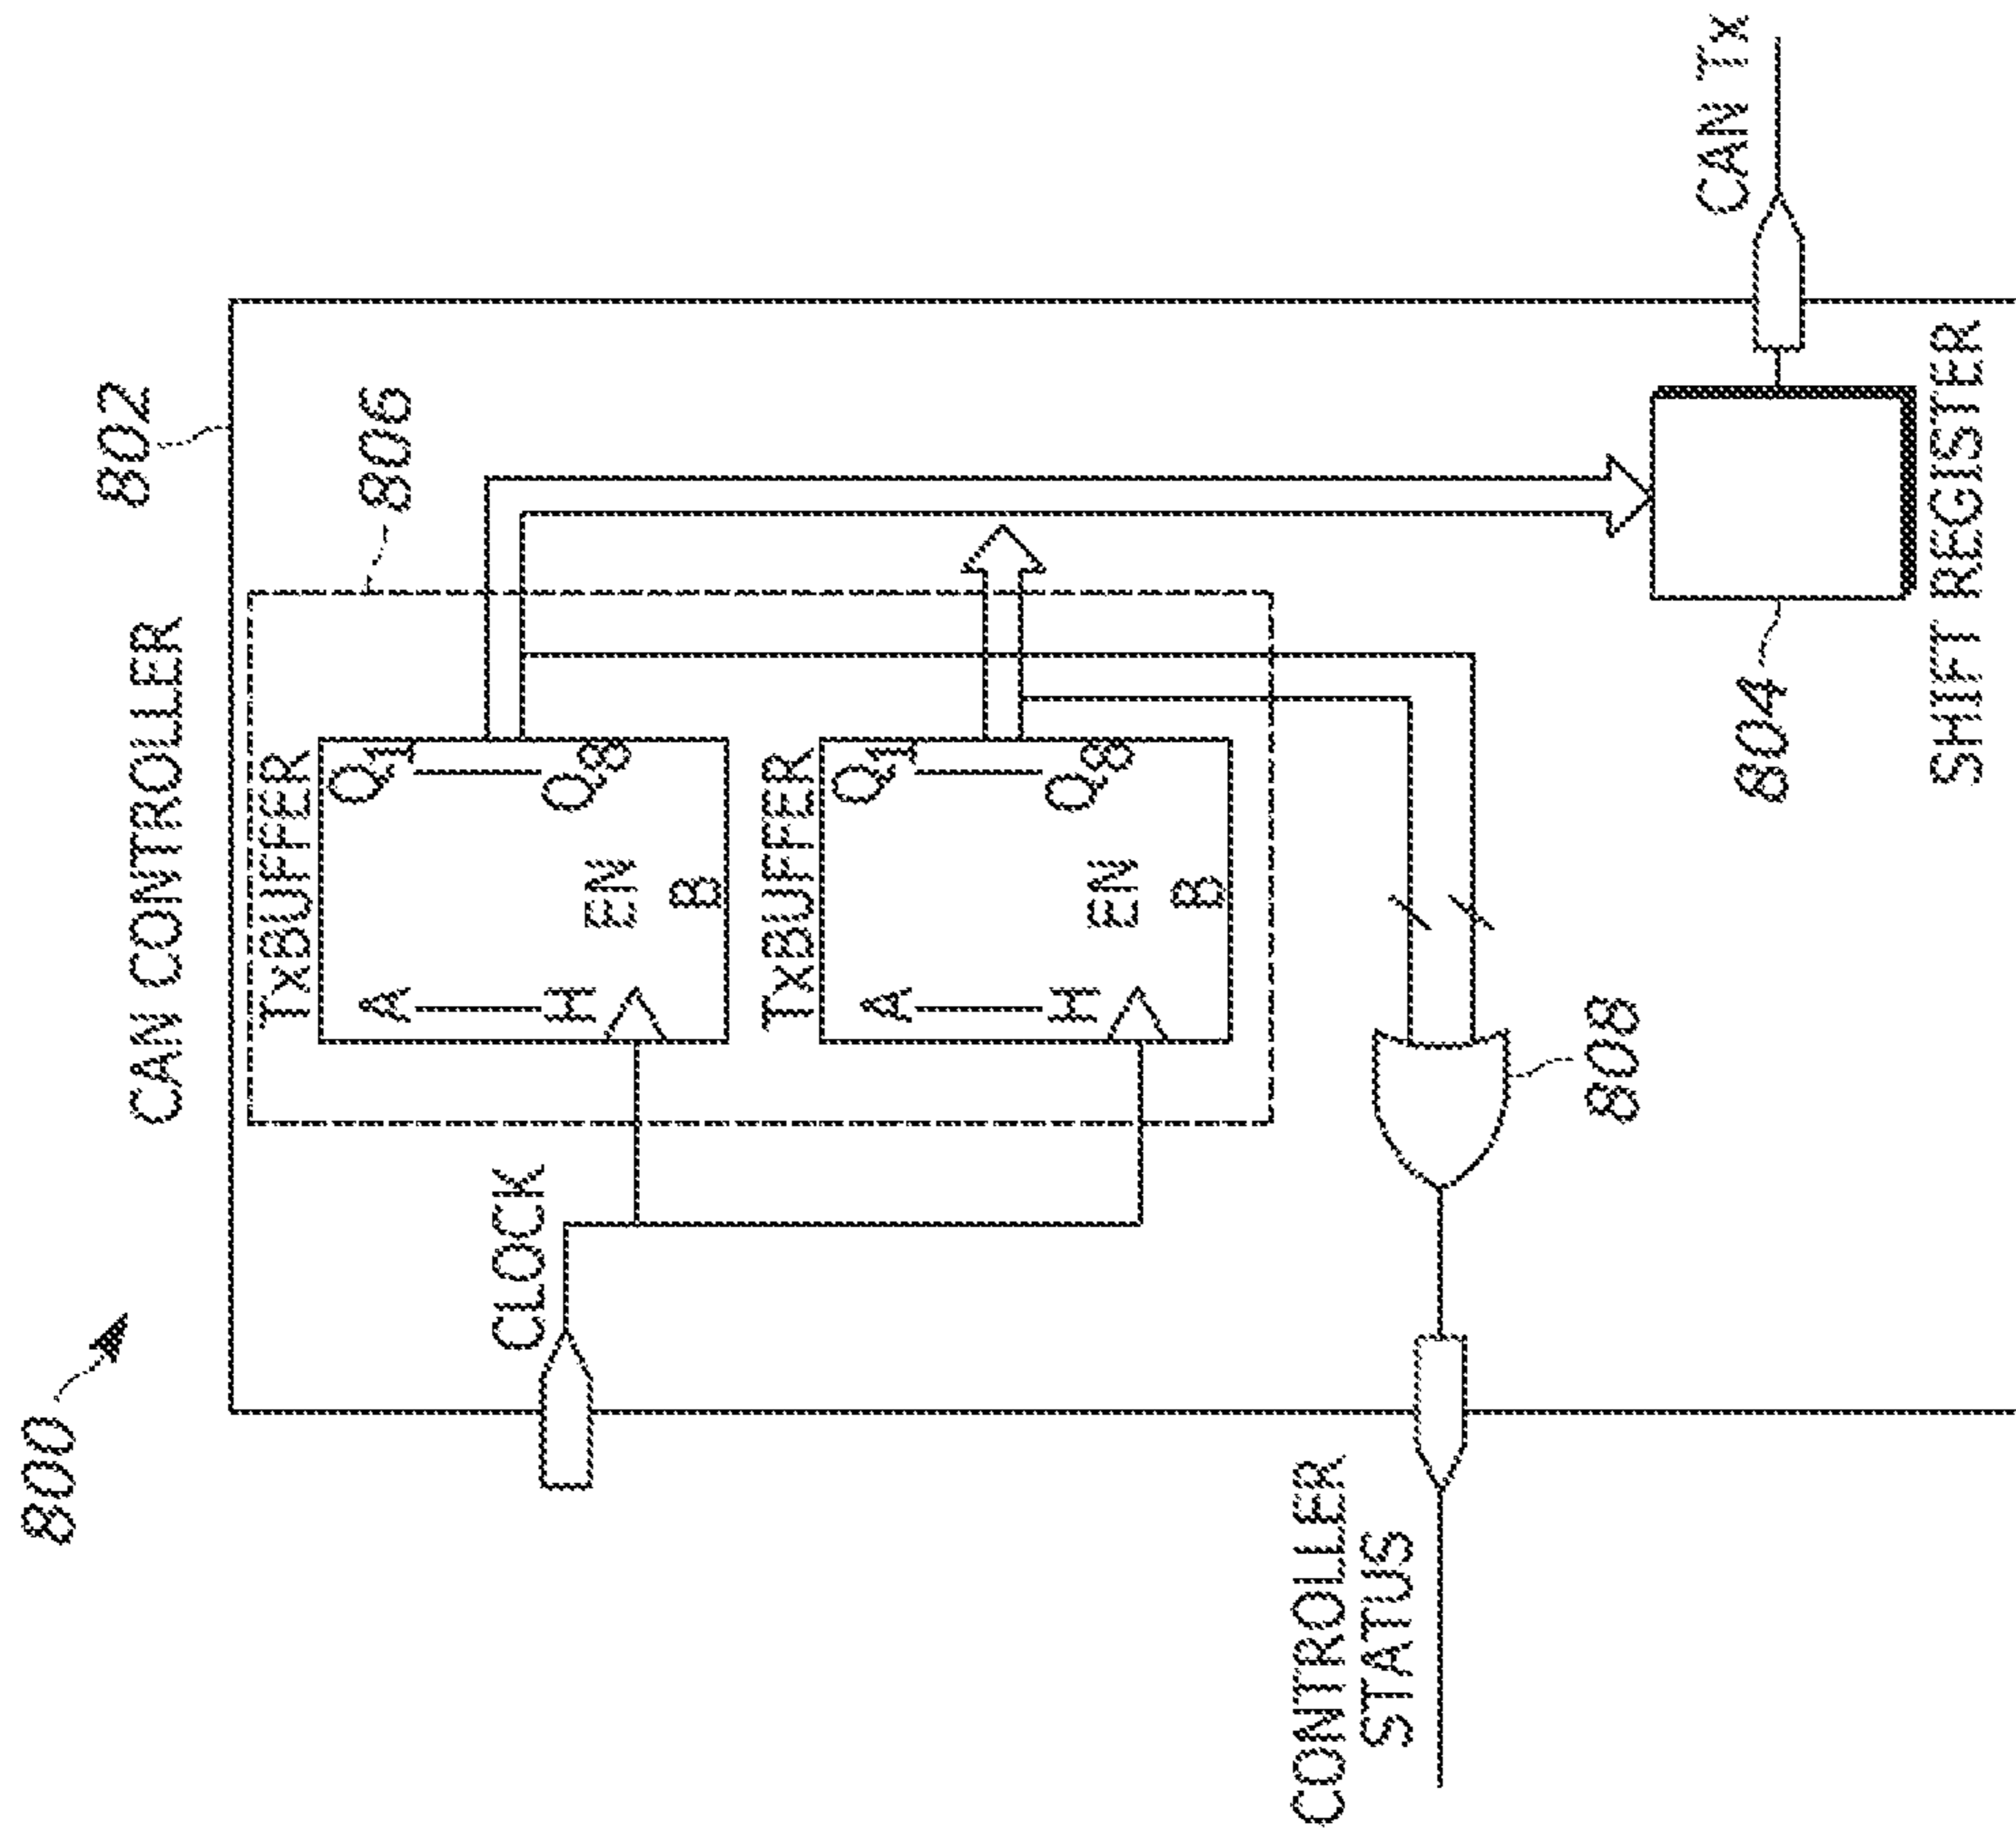 800
802
CAN CONTROLLER
806
TxBUFFER
A
H
Q1
Q8
EN
B
CLOCK
TxBUFFER
A
H
Q1
Q8
EN
B
CONTROLLER
STATUS
808
CAN Tx
804
SHIFT REGISTER